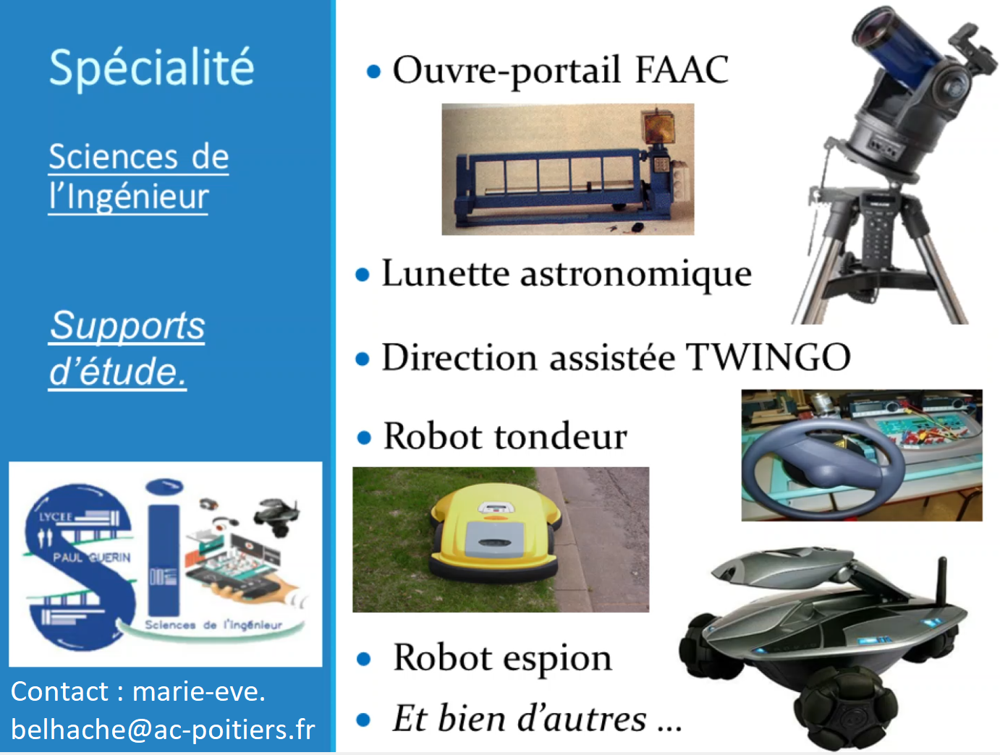 Spécialité
Sciences de
l’Ingénieur
Supports
d’étude.
LYCEE
PAUL GUERIN
Sciences de l'ingénieur
Contact : marie-eve.
belhache@ac-poitiers.fr
• Ouvre-portail FAAC
• Lunette astronomique
• Direction assistée TWINGO
• Robot tondeur
• Robot espion
• Et bien d’autres ...